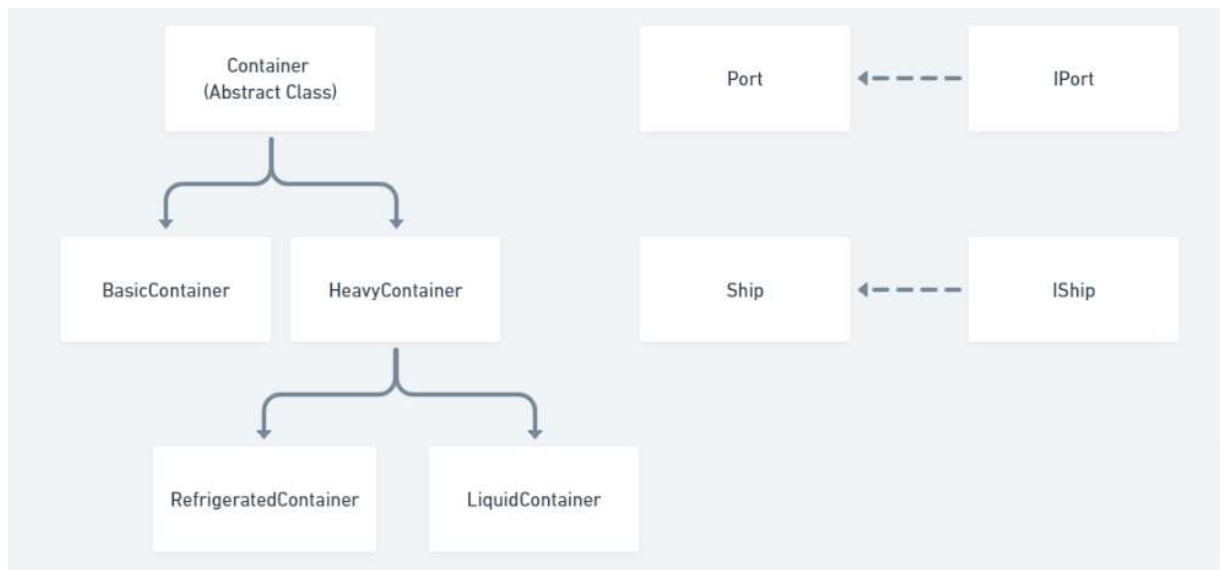 Container
(Abstract Class)
Port
IPort
BasicContainer
HeavyContainer
Ship
IShip
RefrigeratedContainer
LiquidContainer